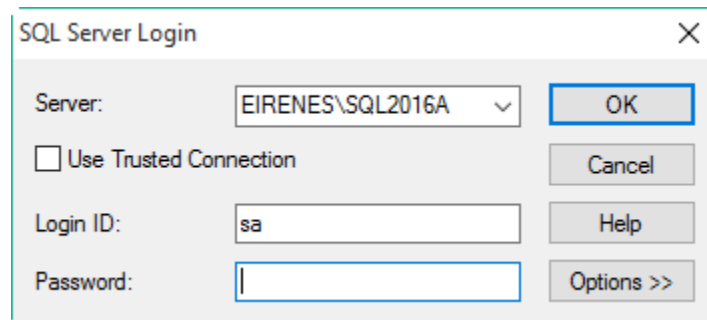 SQL Server Login
Server: EIRENES\SQL2016A OK
Use Trusted Connection Cancel
Login ID: sa Help
Password: Options >>